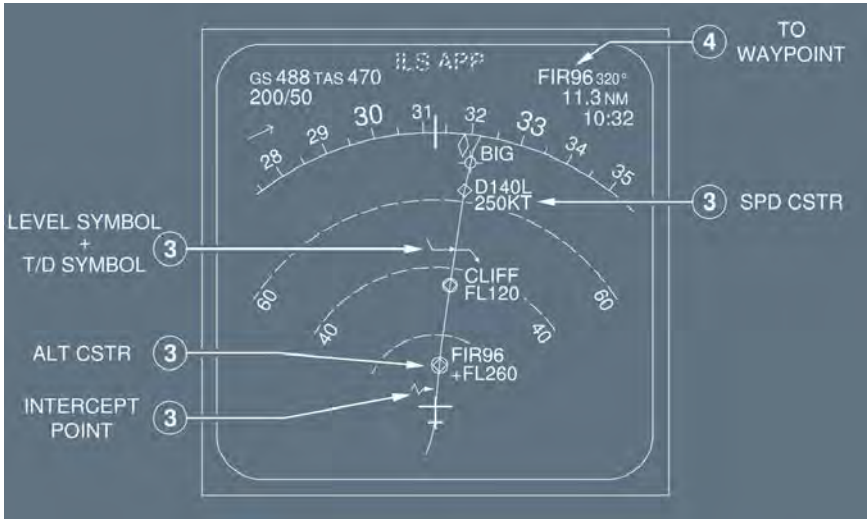 4
TO
WAYPOINT
ILS APP
GS 488 TAS 470
200/50
FIR96 320°
11.3 NM
10:32
28
29
30
31
32
33
34
35
BIG
D140L
250KT
3
SPD CSTR
LEVEL SYMBOL
+
T/D SYMBOL
3
CLIFF
FL120
60
60
40
40
ALT CSTR
3
FIR96
+FL260
INTERCEPT
POINT
3